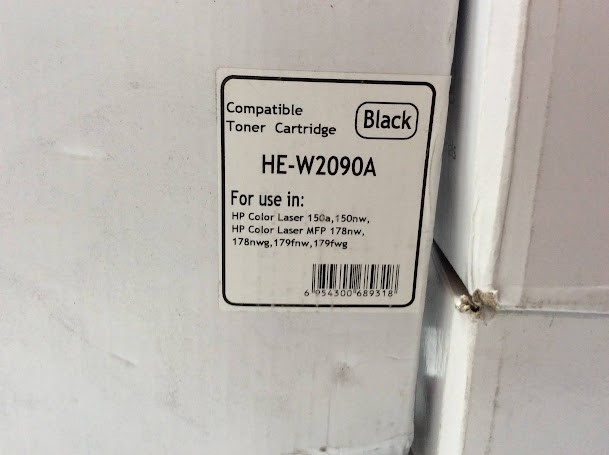 Compatible
Toner Cartridge
Black
HE-W2090A
For use in:
HP Color Laser 150a,150nw,
HP Color Laser MFP 178nw,
178nwg,179fnw,179fwg
6 954300 689318